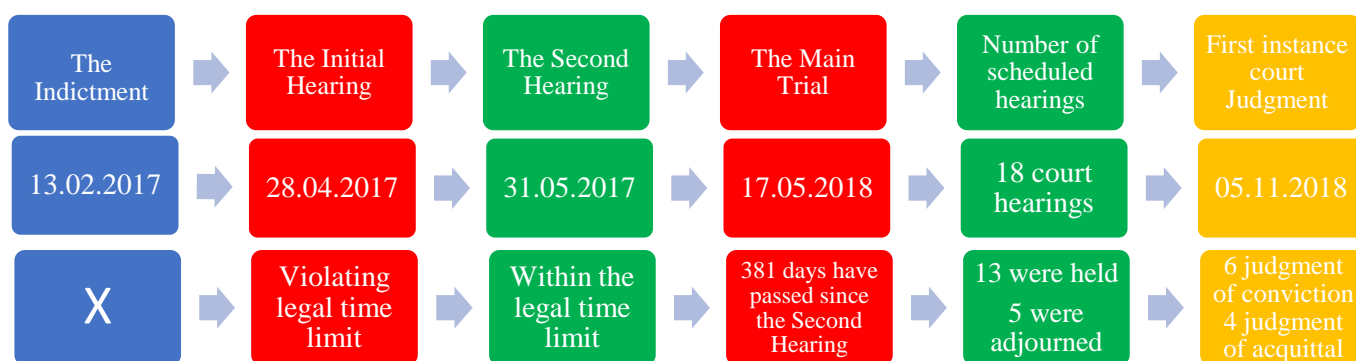 The
Indictment
The Initial
Hearing
The Second
Hearing
The Main
Trial
Number of
scheduled
hearings
First instance
court
Judgment
13.02.2017
28.04.2017
31.05.2017
17.05.2018
18 court
hearings
05.11.2018
X
Violating
legal time
limit
Within the
legal time
limit
381 days have
passed since
the Second
Hearing
13 were held
5 were
adjourned
6 judgment
of conviction
4 judgment
of acquittal